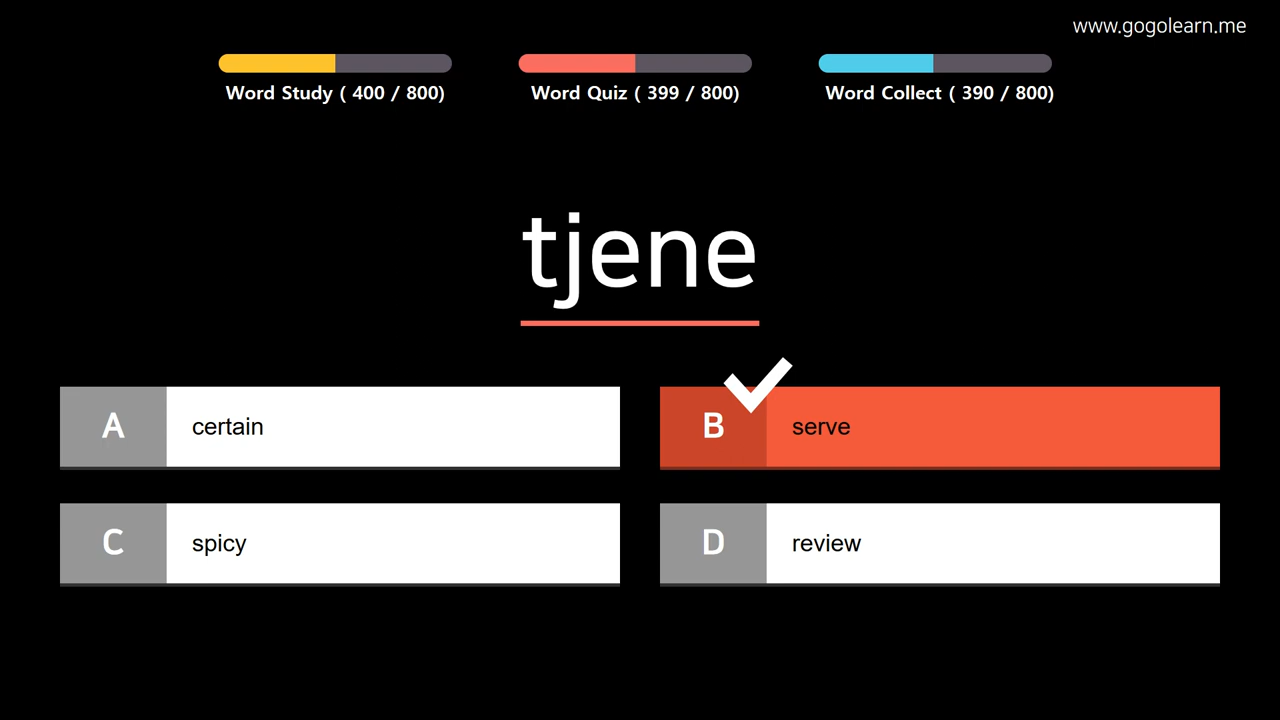 www.gogolearn.me
Word Study ( 400 / 800)
Word Quiz ( 399 / 800)
Word Collect ( 390 / 800)
tjene
A certain
B serve
C spicy
D review